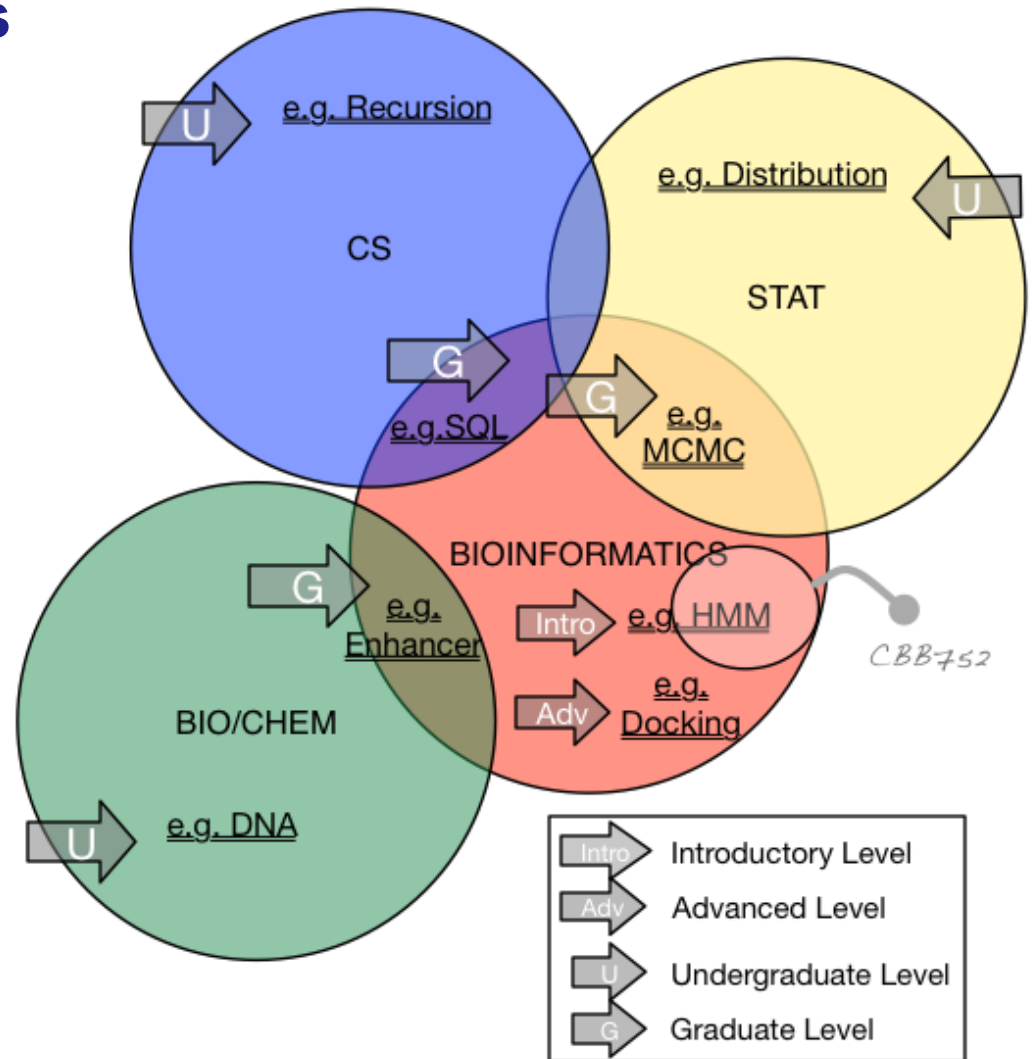 s
U
e.g. Recursion
e.g. Distribution
U
CS
STAT
G
G
e.g.SQL
e.g.
MCMC
BIOINFORMATICS
G
e.g.
Enhancer
Intro
e.g. HMM
CBB752
Adv
e.g.
Docking
BIO/CHEM
U
e.g. DNA
Intro Introductory Level
Adv Advanced Level
U Undergraduate Level
G Graduate Level